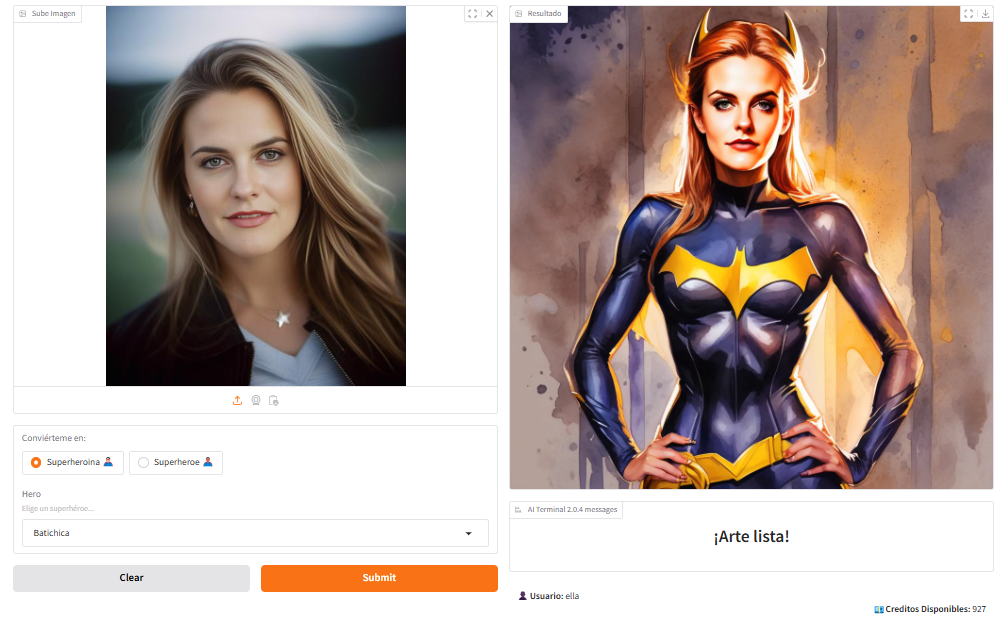 Sube Imagen
Conviérteme en:
Superheroina
Superheroe
Hero
Elige un superhéroe...
Batichica
Clear
Submit
Resultado
AI Terminal 2.0.4 messages
¡Arte lista!
Usuario: ella
Creditos Disponibles: 927